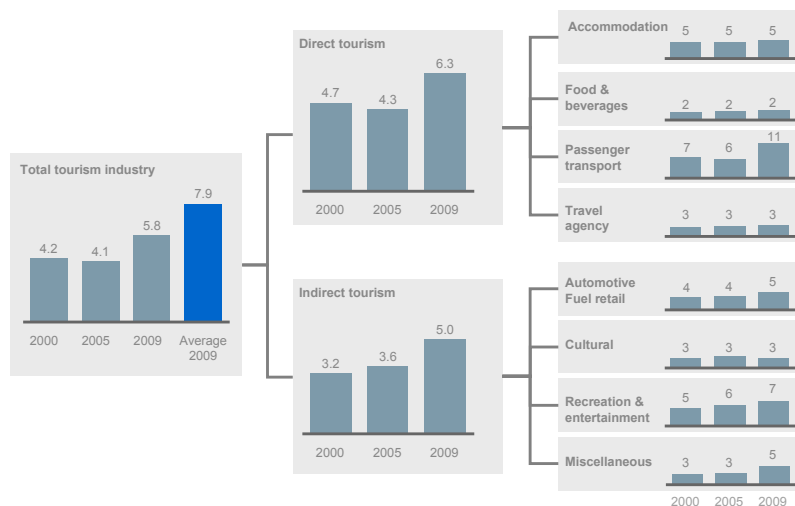 Total tourism industry
4.2 4.1 5.8 7.9
2000 2005 2009 Average
2009
Direct tourism
4.7 4.3 6.3
2000 2005 2009
Indirect tourism
3.2 3.6 5.0
2000 2005 2009
Accommodation 5 5 5
Food &
beverages 2 2 2
Passenger
transport 7 6 11
Travel
agency 3 3 3
Automotive
Fuel retail 4 4 5
Cultural 3 3 3
Recreation &
entertainment 5 6 7
Miscellaneous 3 3 5
2000 2005 2009